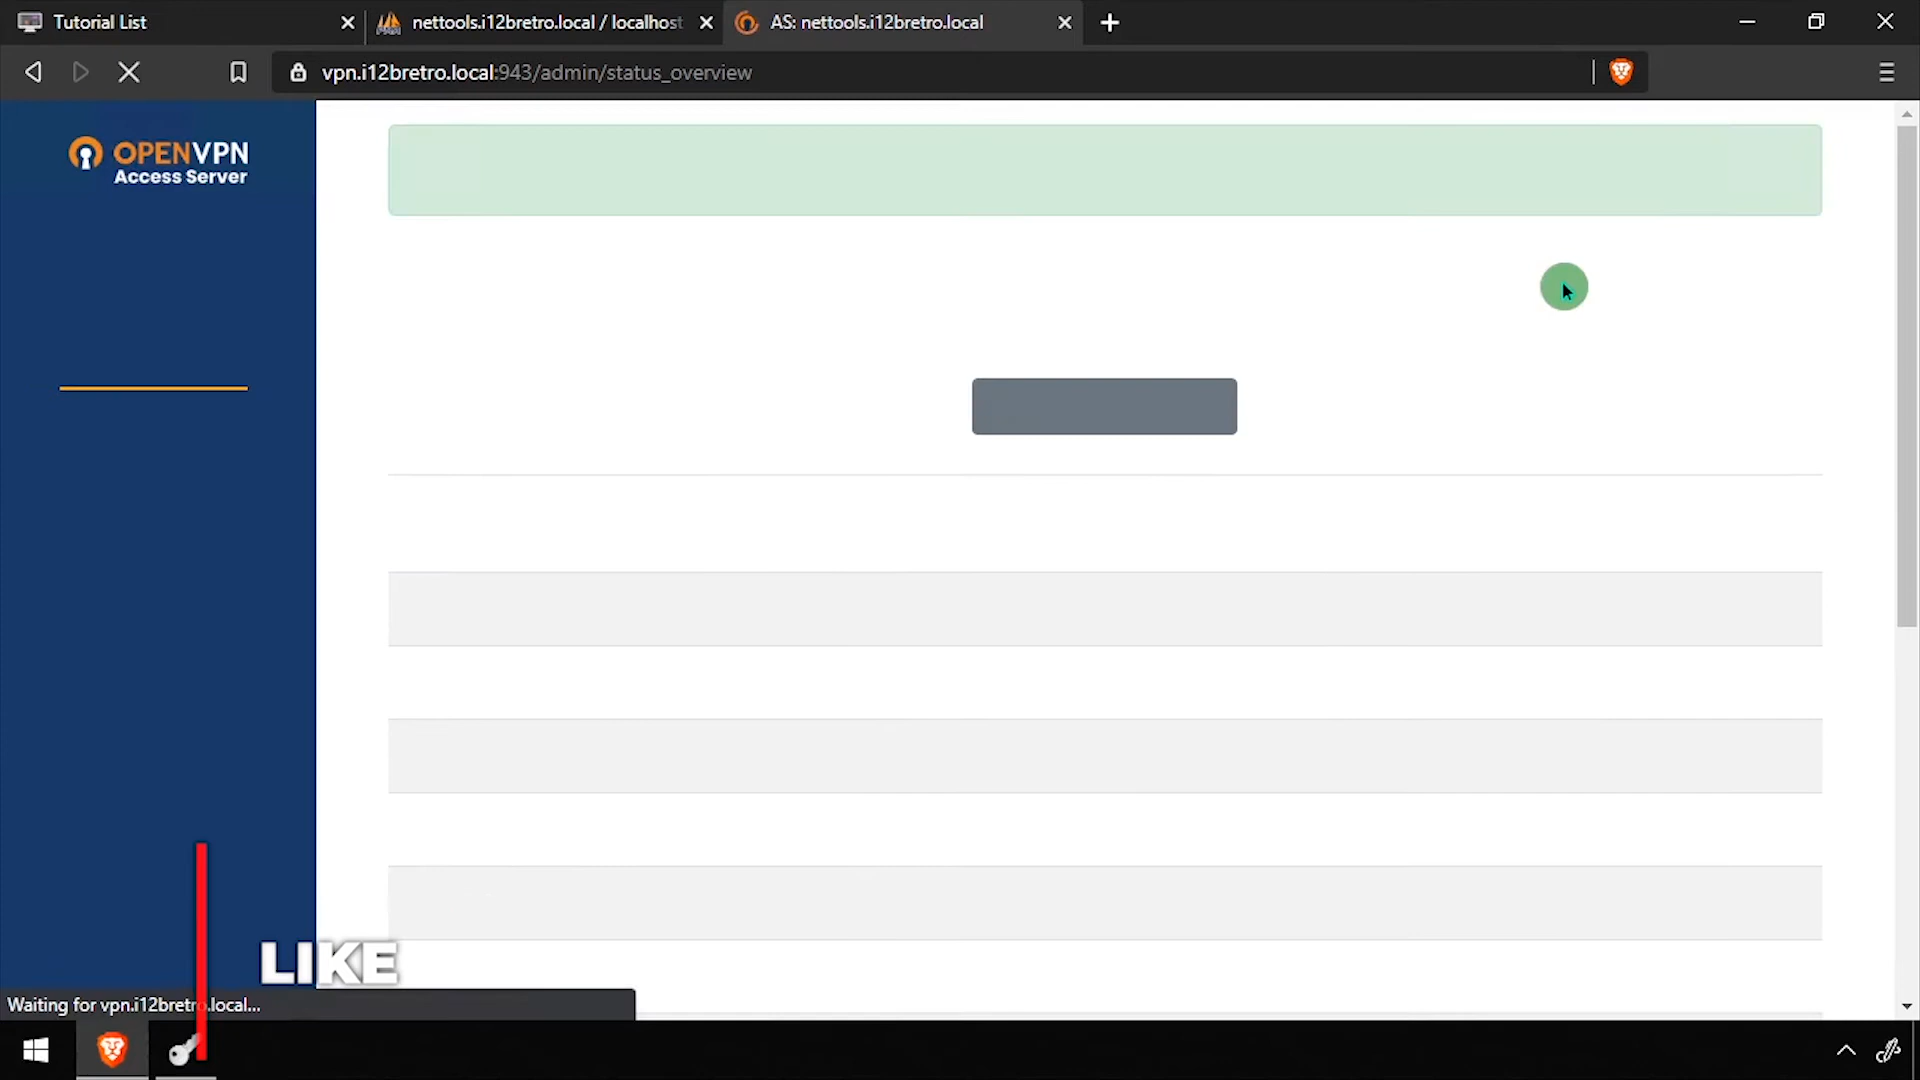 Tutorial List
nettools.i12bretro.local / localhost
AS: nettools.i12bretro.local
vpn.i12bretro.local:943/admin/status_overview
OPENVPN
Access Server
LIKE
Waiting for vpn.i12bretro.local...